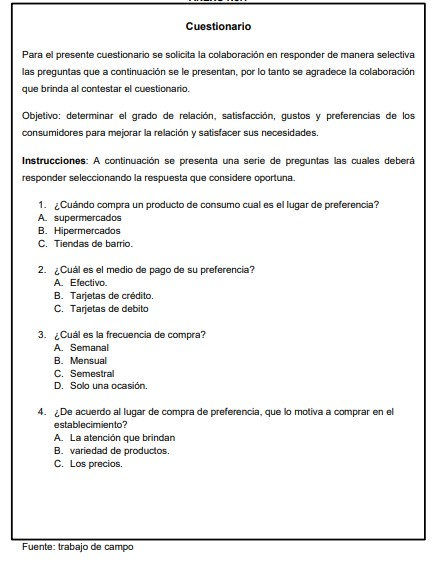 Cuestionario
Para el presente cuestionario se solicita la colaboración en responder de manera selectiva
las preguntas que a continuación se le presentan, por lo tanto se agradece la colaboración
que brinda al contestar el cuestionario.
Objetivo: determinar el grado de relación, satisfacción, gustos y preferencias de los
consumidores para mejorar la relación y satisfacer sus necesidades.
Instrucciones: A continuación se presenta una serie de preguntas las cuales deberá
responder seleccionando la respuesta que considere oportuna.
1. ¿Cuándo compra un producto de consumo cual es el lugar de preferencia?
A. supermercados
B. Hipermercados
C. Tiendas de barrio.
2. ¿Cuál es el medio de pago de su preferencia?
A. Efectivo.
B. Tarjetas de crédito.
C. Tarjetas de debito
3. ¿Cuál es la frecuencia de compra?
A. Semanal
B. Mensual
C. Semestral
D. Solo una ocasión.
4. ¿De acuerdo al lugar de compra de preferencia, que lo motiva a comprar en el
establecimiento?
A. La atención que brindan
B. variedad de productos.
C. Los precios.
Fuente: trabajo de campo